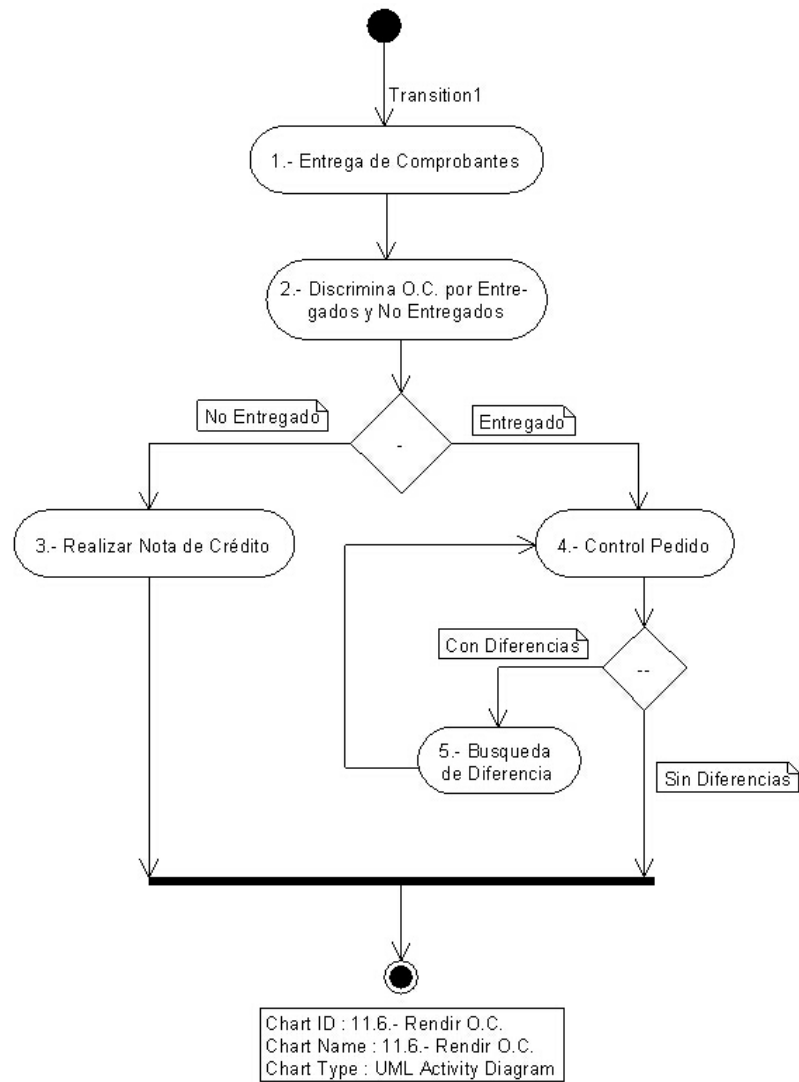 Transition1
1.- Entrega de Comprobantes
2.- Discrimina O.C. por Entre-
gados y No Entregados
No Entregado
Entregado
-
3.- Realizar Nota de Crédito
4.- Control Pedido
Con Diferencias
--
5.- Busqueda
de Diferencia
Sin Diferencias
Chart ID : 11.6.- Rendir O.C.
Chart Name : 11.6.- Rendir O.C.
Chart Type : UML Activity Diagram